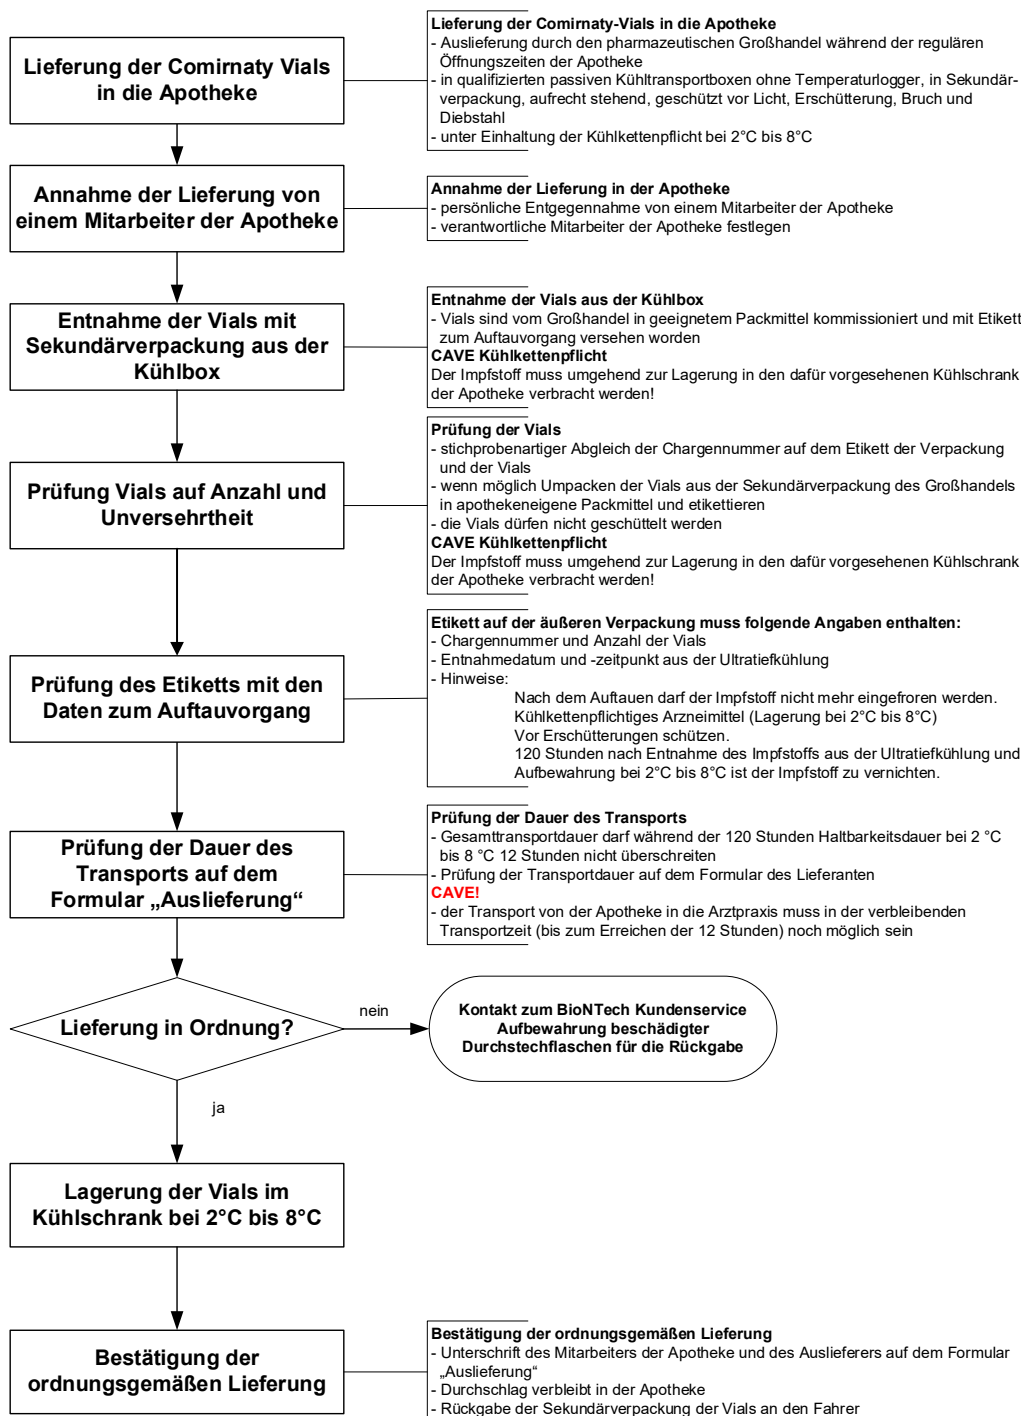 Lieferung der Comirnaty Vials
in die Apotheke
Lieferung der Comirnaty-Vials in die Apotheke
- Auslieferung durch den pharmazeutischen Großhandel während der regulären
Öffnungszeiten der Apotheke
- in qualifizierten passiven Kühltransportboxen ohne Temperaturlogger, in Sekundär-
verpackung, aufrecht stehend, geschützt vor Licht, Erschütterung, Bruch und
Diebstahl
- unter Einhaltung der Kühlkettenpflicht bei 2°C bis 8°C
Annahme der Lieferung von
einem Mitarbeiter der Apotheke
Annahme der Lieferung in der Apotheke
- persönliche Entgegennahme von einem Mitarbeiter der Apotheke
- verantwortliche Mitarbeiter der Apotheke festlegen
Entnahme der Vials mit
Sekundärverpackung aus der
Kühlbox
Entnahme der Vials aus der Kühlbox
- Vials sind vom Großhandel in geeignetem Packmittel kommissioniert und mit Etikett
zum Auftauvorgang versehen worden
CAVE Kühlkettenpflicht
Der Impfstoff muss umgehend zur Lagerung in den dafür vorgesehenen Kühlschrank
der Apotheke verbracht werden!
Prüfung Vials auf Anzahl und
Unversehrtheit
Prüfung der Vials
- stichprobenartiger Abgleich der Chargennummer auf dem Etikett der Verpackung
und der Vials
- wenn möglich Umpacken der Vials aus der Sekundärverpackung des Großhandels
in apothekeneigene Packmittel und etikettieren
- die Vials dürfen nicht geschüttelt werden
CAVE Kühlkettenpflicht
Der Impfstoff muss umgehend zur Lagerung in den dafür vorgesehenen Kühlschrank
der Apotheke verbracht werden!
Prüfung des Etiketts mit den
Daten zum Auftauvorgang
Etikett auf der äußeren Verpackung muss folgende Angaben enthalten:
- Chargennummer und Anzahl der Vials
- Entnahmedatum und -zeitpunkt aus der Ultratiefkühlung
- Hinweise:
Nach dem Auftauen darf der Impfstoff nicht mehr eingefroren werden.
Kühlkettenpflichtiges Arzneimittel (Lagerung bei 2°C bis 8°C)
Vor Erschütterungen schützen.
120 Stunden nach Entnahme des Impfstoffs aus der Ultratiefkühlung und
Aufbewahrung bei 2°C bis 8°C ist der Impfstoff zu vernichten.
Prüfung der Dauer des
Transports auf dem
Formular „Auslieferung“
Prüfung der Dauer des Transports
- Gesamttransportdauer darf während der 120 Stunden Haltbarkeitsdauer bei 2 °C
bis 8 °C 12 Stunden nicht überschreiten
- Prüfung der Transportdauer auf dem Formular des Lieferanten
CAVE!
- der Transport von der Apotheke in die Arztpraxis muss in der verbleibenden
Transportzeit (bis zum Erreichen der 12 Stunden) noch möglich sein
Lieferung in Ordnung?
nein
Kontakt zum BioNTech Kundenservice
Aufbewahrung beschädigter
Durchstechflaschen für die Rückgabe
ja
Lagerung der Vials im
Kühlschrank bei 2°C bis 8°C
Bestätigung der
ordnungsgemäßen Lieferung
Bestätigung der ordnungsgemäßen Lieferung
- Unterschrift des Mitarbeiters der Apotheke und des Auslieferers auf dem Formular
„Auslieferung“
- Durchschlag verbleibt in der Apotheke
- Rückgabe der Sekundärverpackung der Vials an den Fahrer